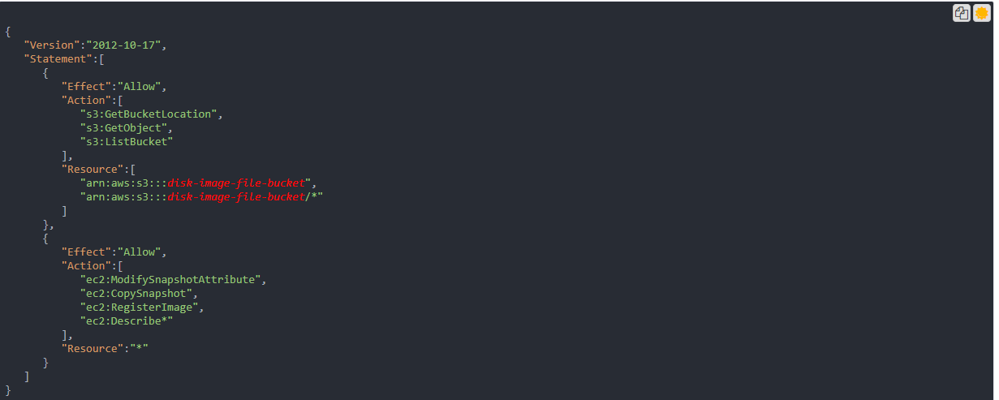 {
   "Version":"2012-10-17",
   "Statement":[
      {
         "Effect":"Allow",
         "Action":[
            "s3:GetBucketLocation",
            "s3:GetObject",
            "s3:ListBucket"
         ],
         "Resource":[
            "arn:aws:s3:::disk-image-file-bucket",
            "arn:aws:s3:::disk-image-file-bucket/*"
         ]
      },
      {
         "Effect":"Allow",
         "Action":[
            "ec2:ModifySnapshotAttribute",
            "ec2:CopySnapshot",
            "ec2:RegisterImage",
            "ec2:Describe*"
         ],
         "Resource":"*"
      }
   ]
}